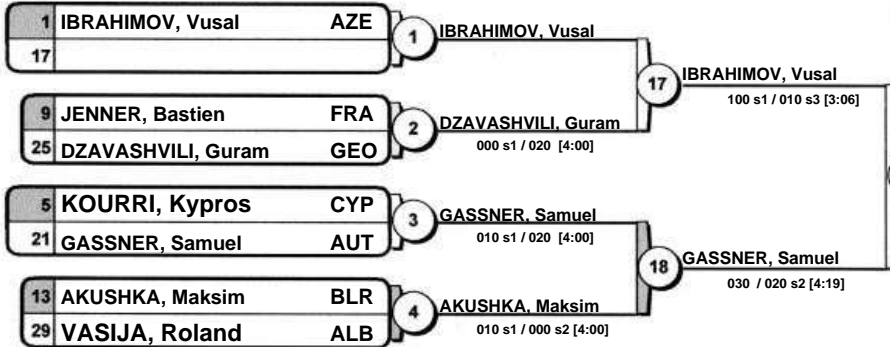 1 IBRAHIMOV, Vusal AZE
17
1
IBRAHIMOV, Vusal
9 JENNER, Bastien FRA
25 DZAVASHVILI, Guram GEO
2
DZAVASHVILI, Guram
000 s1 / 020 [4:00]
17
IBRAHIMOV, Vusal
100 s1 / 010 s3 [3:06]
5 KOURRI, Kypros CYP
21 GASSNER, Samuel AUT
3
GASSNER, Samuel
010 s1 / 020 [4:00]
13 AKUSHKA, Maksim BLR
29 VASIJA, Roland ALB
4
AKUSHKA, Maksim
010 s1 / 000 s2 [4:00]
18
GASSNER, Samuel
030 / 020 s2 [4:19]